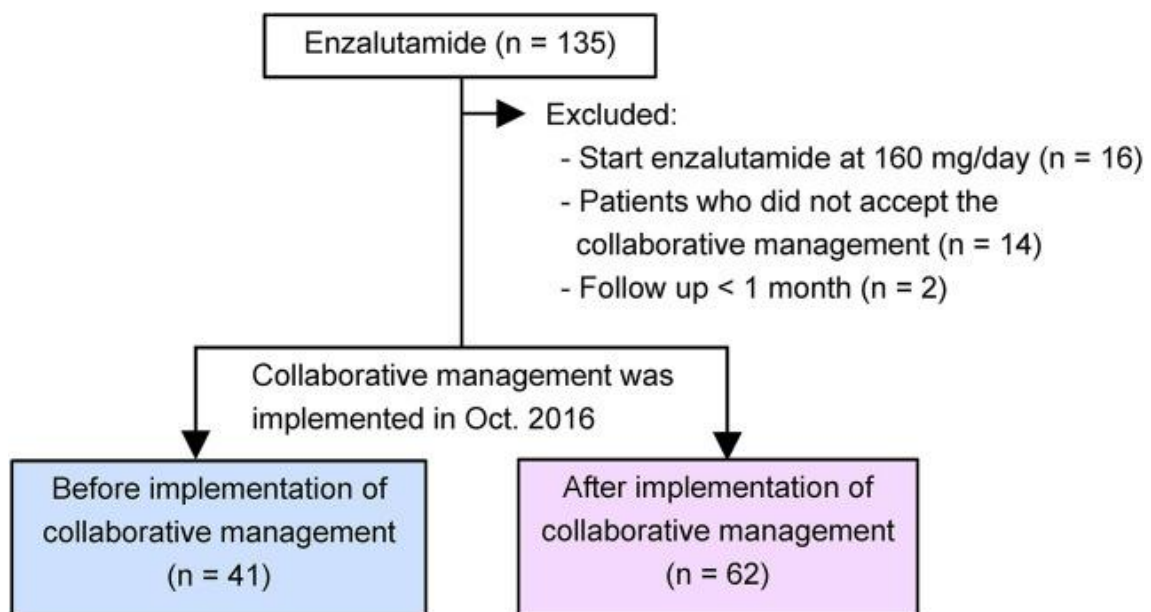 Enzalutamide (n = 135)
Excluded:
- Start enzalutamide at 160 mg/day (n = 16)
- Patients who did not accept the
collaborative management (n = 14)
- Follow up < 1 month (n = 2)
Collaborative management was
implemented in Oct. 2016
Before implementation of
collaborative management
(n = 41)
After implementation of
collaborative management
(n = 62)